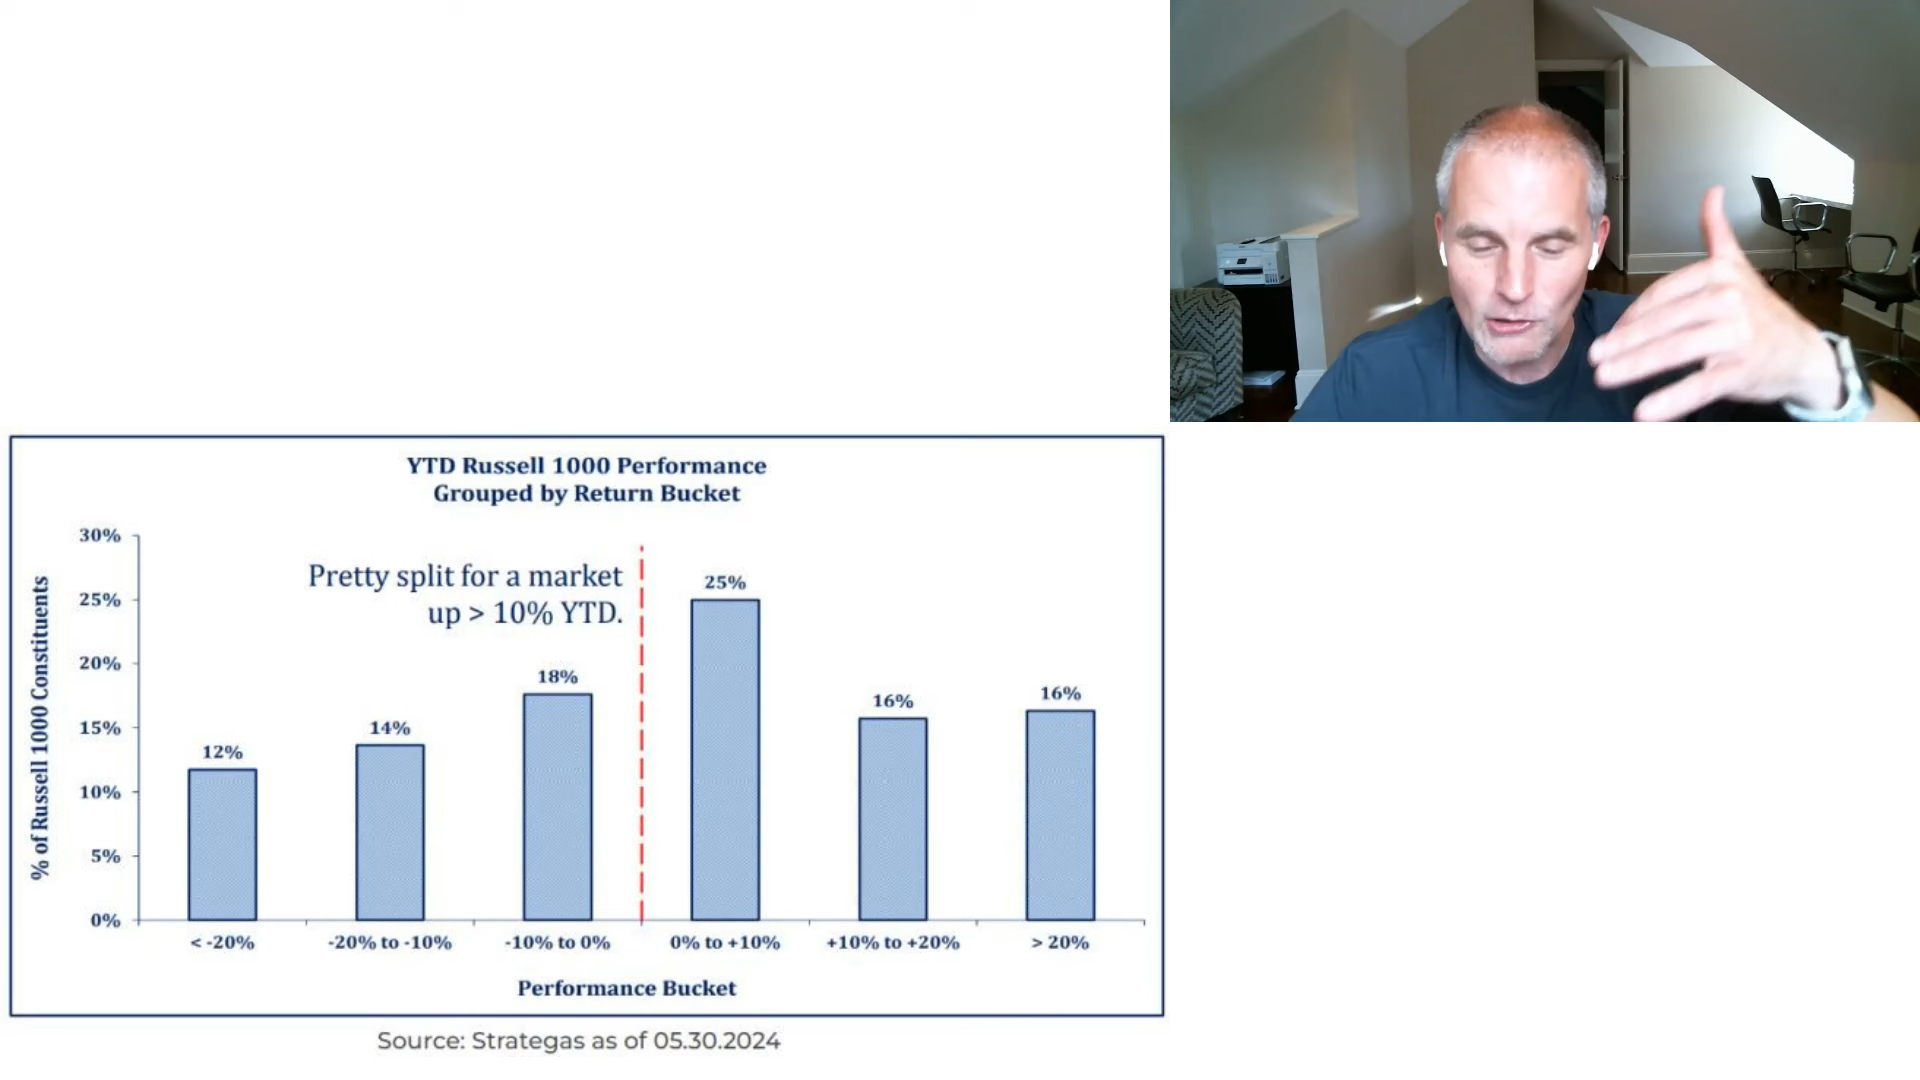 YTD Russell 1000 Performance
Grouped by Return Bucket
% of Russell 1000 Constituents
30%
25%
20%
15%
10%
5%
0%
Pretty split for a market
up > 10% YTD.
12%
14%
18%
25%
16%
16%
< -20%
-20% to -10%
-10% to 0%
0% to +10%
+10% to +20%
> 20%
Performance Bucket
Source: Strategas as of 05.30.2024